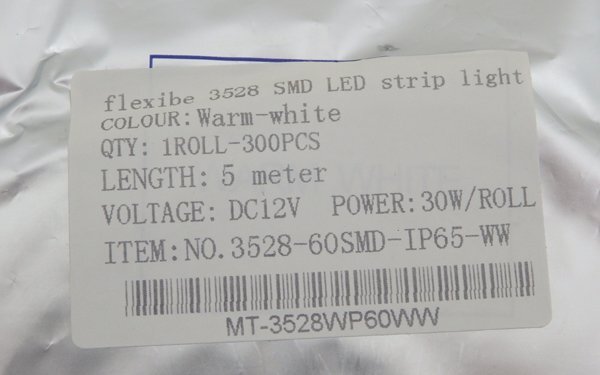 flexibe 3528 SMD LED strip light
COLOUR: Warm-white
QTY: 1ROLL-300PCS
LENGTH: 5 meter
VOLTAGE: DC12V POWER: 30W/ROLL
ITEM:NO.3528-60SMD-IP65-WW
MT-3528WP60WW